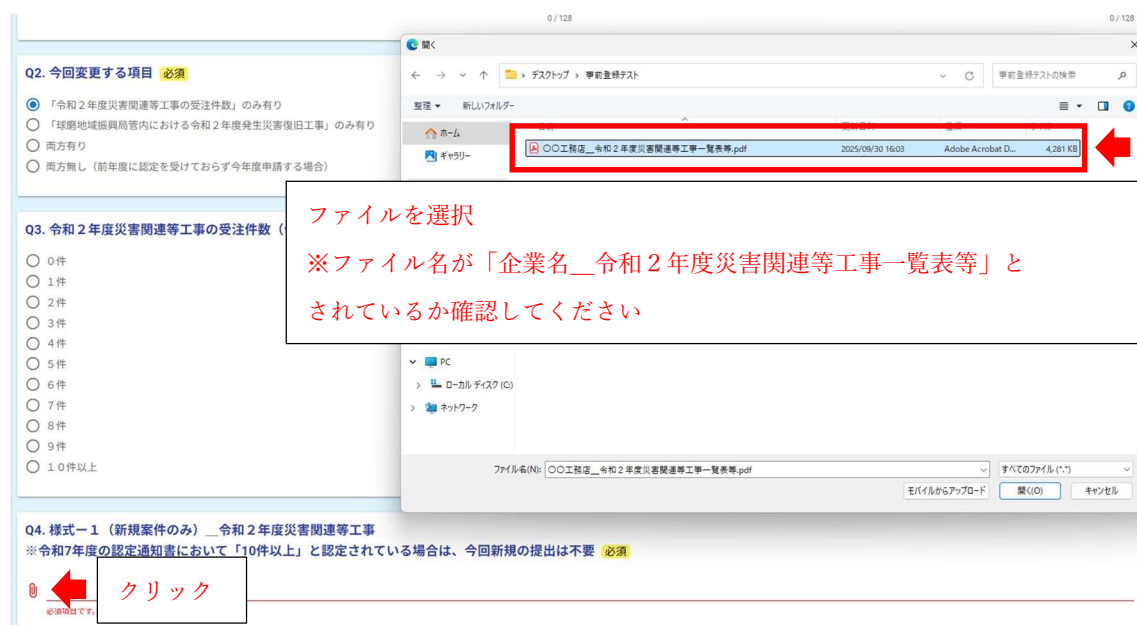 0 / 128
0 / 128
Q2. 今回変更する項目 必須
「令和２年度災害関連等工事の受注件数」のみ有り
「球磨地域振興局管内における令和２年度発生災害復旧工事」のみ有り
両方有り
両方無し（前年度に認定を受けておらず今年度申請する場合）
Q3. 令和２年度災害関連等工事の受注件数（
０件
１件
２件
３件
４件
５件
６件
７件
８件
９件
１０件以上
Q4. 様式ー１（新規案件のみ）__令和２年度災害関連等工事
※令和7年度の認定通知書において「10件以上」と認定されている場合は、今回新規の提出は不要 必須
クリック
必須項目です。
開く
デスクトップ › 事前登録テスト
事前登録テストの検索
整理 新しいフォルダー
ホーム
ギャラリー
〇〇工務店__令和２年度災害関連等工事一覧表等.pdf 2025/09/30 16:03 Adobe Acrobat D... 4,281 KB
ファイルを選択
※ファイル名が「企業名__令和２年度災害関連等工事一覧表等」と
されているか確認してください
PC
ローカル ディスク (C:)
ネットワーク
ファイル名(N): 〇〇工務店__令和２年度災害関連等工事一覧表等.pdf すべてのファイル (*.*)
モバイルからアップロード 開く(O) キャンセル